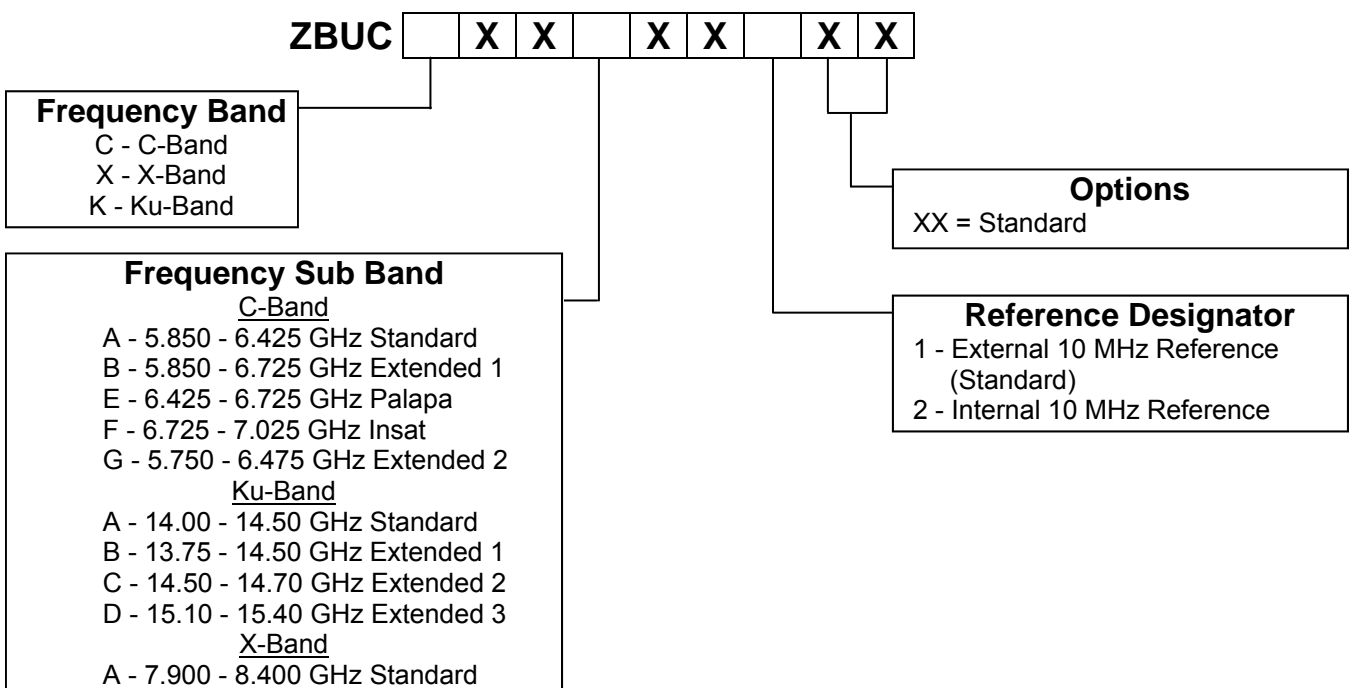 ZBUC X X X X X X
Frequency Band
C - C-Band
X - X-Band
K - Ku-Band
Options
XX = Standard
Frequency Sub Band
C-Band
A - 5.850 - 6.425 GHz Standard
B - 5.850 - 6.725 GHz Extended 1
E - 6.425 - 6.725 GHz Palapa
F - 6.725 - 7.025 GHz Insat
G - 5.750 - 6.475 GHz Extended 2
Ku-Band
A - 14.00 - 14.50 GHz Standard
B - 13.75 - 14.50 GHz Extended 1
C - 14.50 - 14.70 GHz Extended 2
D - 15.10 - 15.40 GHz Extended 3
X-Band
A - 7.900 - 8.400 GHz Standard
Reference Designator
1 - External 10 MHz Reference
(Standard)
2 - Internal 10 MHz Reference